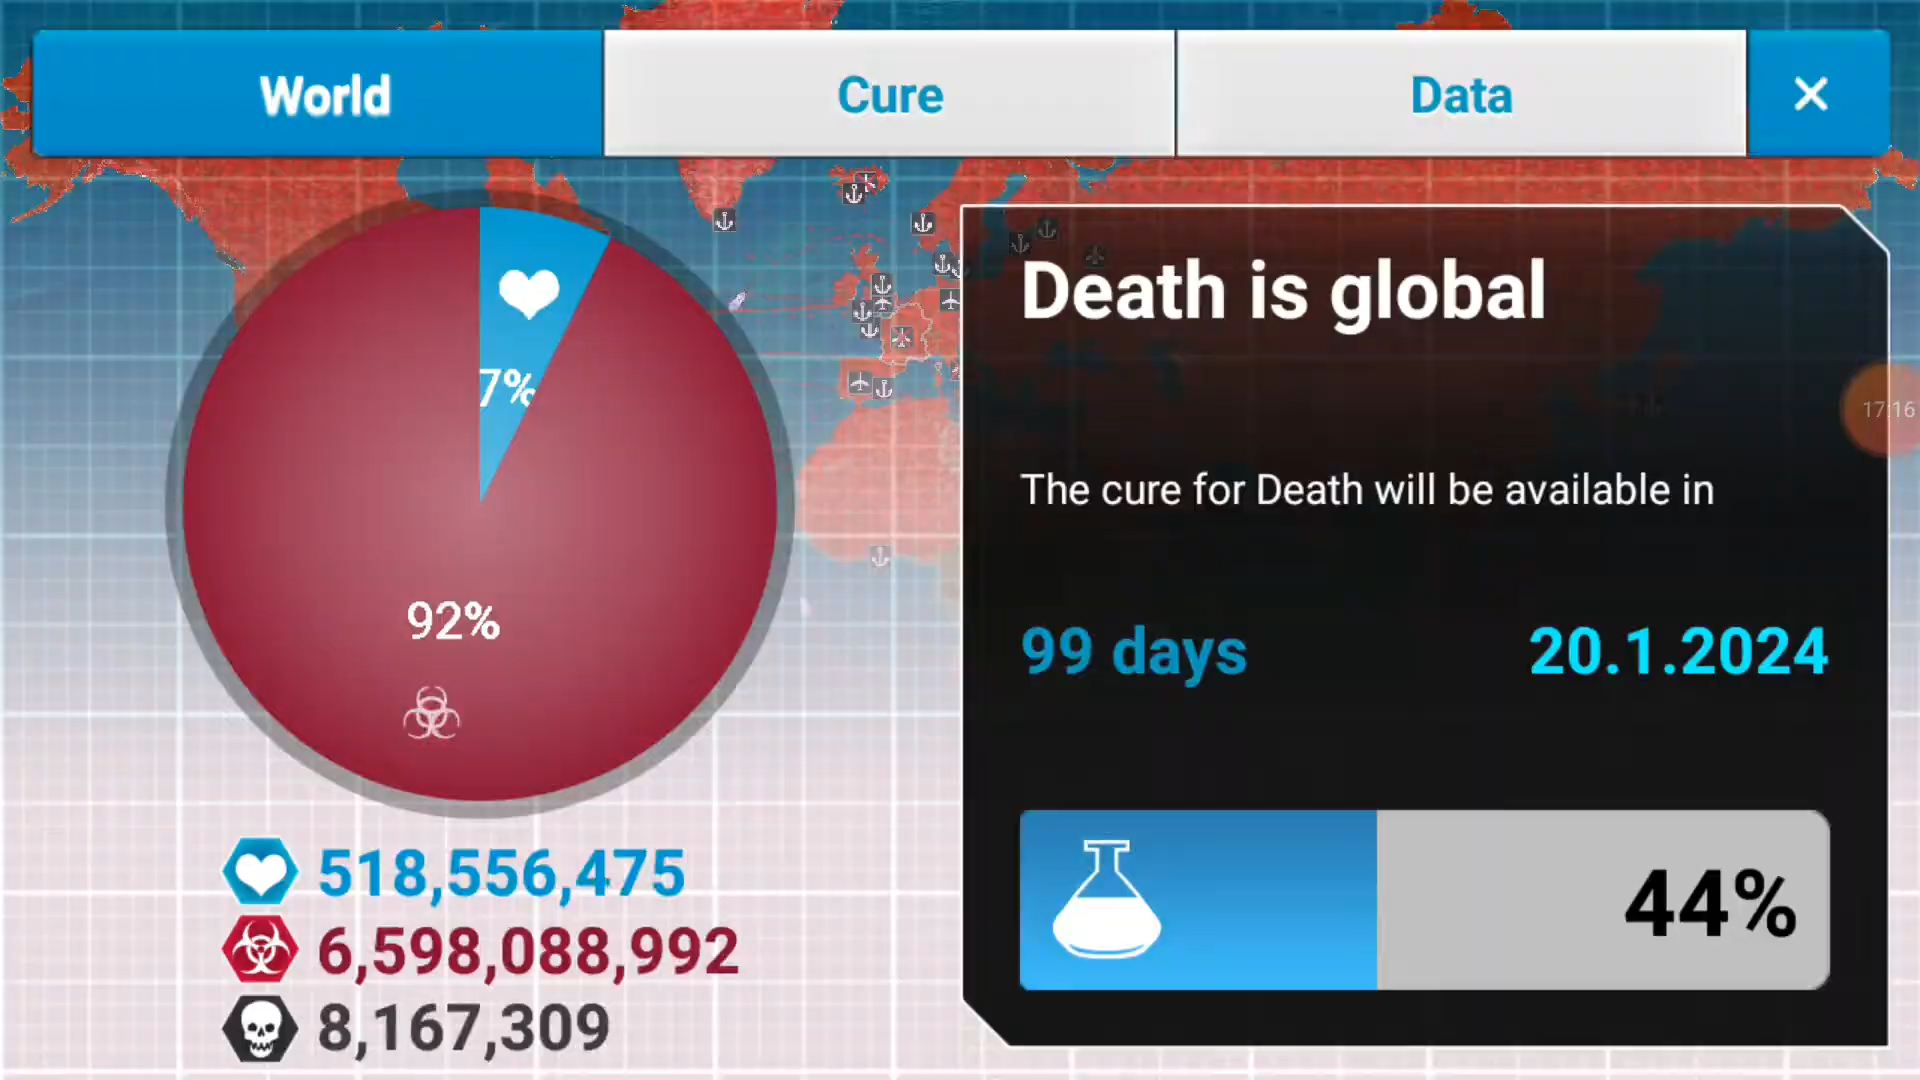 World
Cure
Data
7%
92%
518,556,475
6,598,088,992
8,167,309
Death is global
17:16
The cure for Death will be available in
99 days
20.1.2024
44%